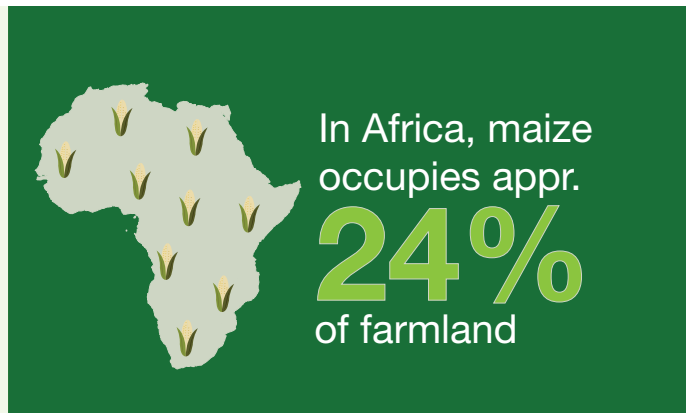 In Africa, maize
occupies appr.
24%
of farmland